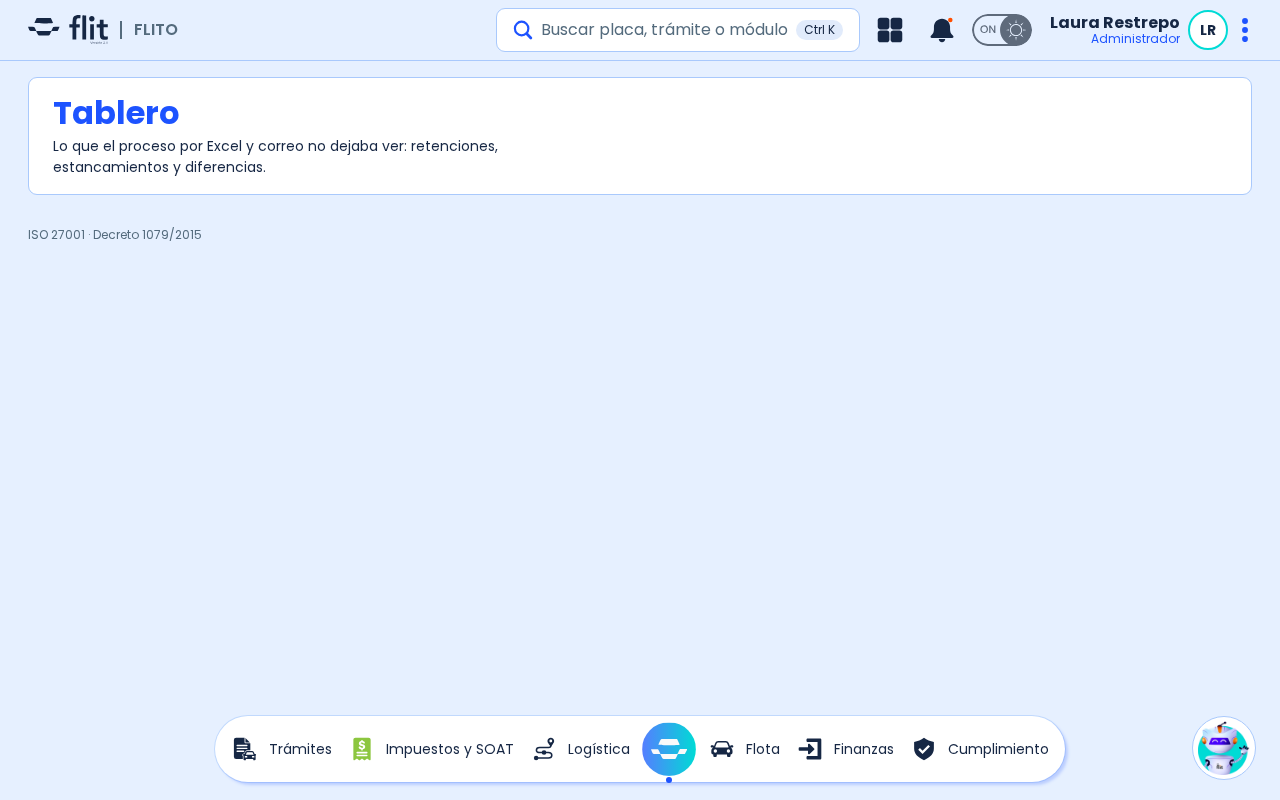 flit
FLITO
Buscar placa, trámite o módulo
Ctrl K
ON
Laura Restrepo
Administrador
LR
Tablero
Lo que el proceso por Excel y correo no dejaba ver: retenciones,
estancamientos y diferencias.
ISO 27001 · Decreto 1079/2015
Trámites
Impuestos y SOAT
Logística
Flota
Finanzas
Cumplimiento